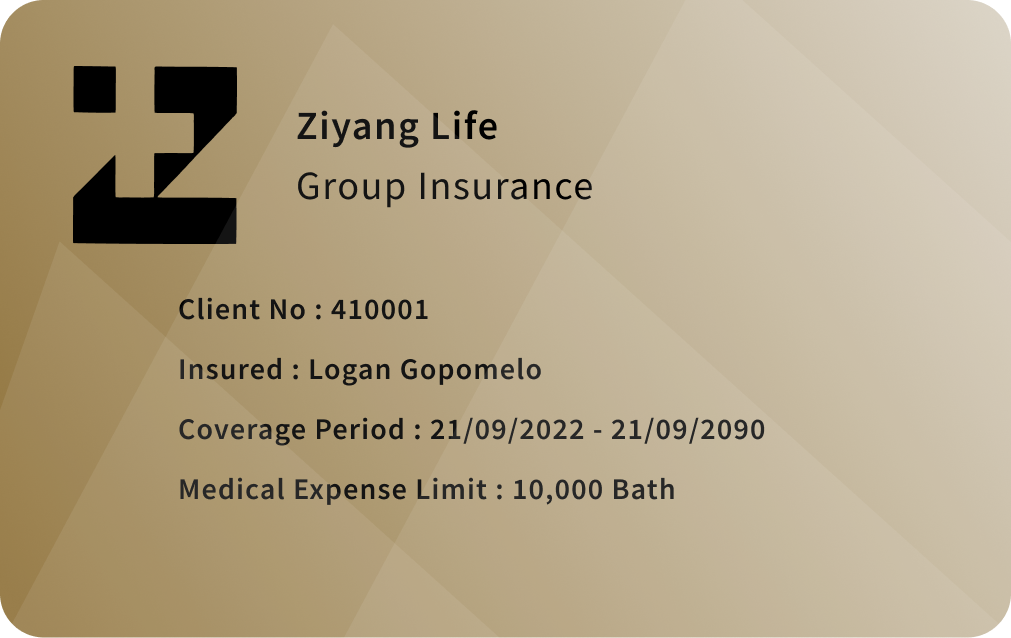 Ziyang Life
Group Insurance
Client No : 410001
Insured : Logan Gopomelo
Coverage Period : 21/09/2022 - 21/09/2090
Medical Expense Limit : 10,000 Bath